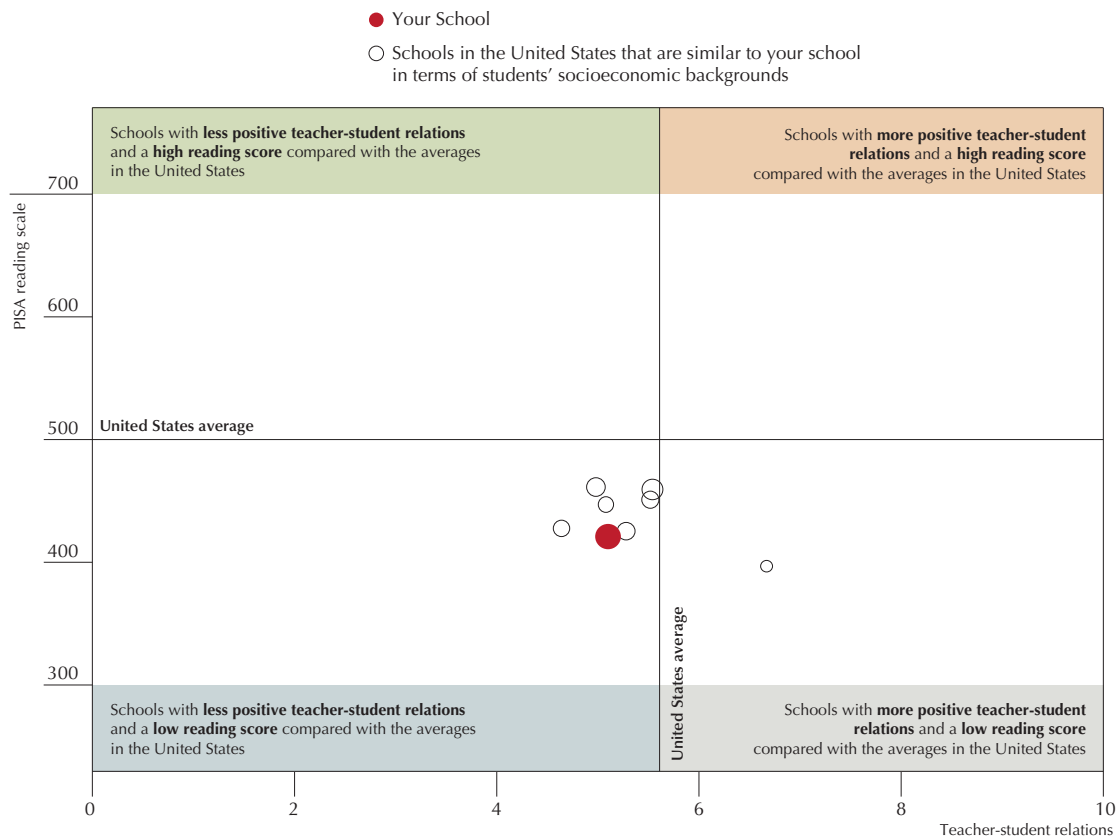 Your School
Schools in the United States that are similar to your school
in terms of students’ socioeconomic backgrounds
Schools with less positive teacher-student relations
and a high reading score compared with the averages
in the United States
Schools with more positive teacher-student
relations and a high reading score
compared with the averages in the United States
PISA reading scale
700
600
500
400
300
United States average
United States average
Schools with less positive teacher-student relations
and a low reading score compared with the averages
in the United States
Schools with more positive teacher-student
relations and a low reading score
compared with the averages in the United States
0
2
4
6
8
10
Teacher-student relations